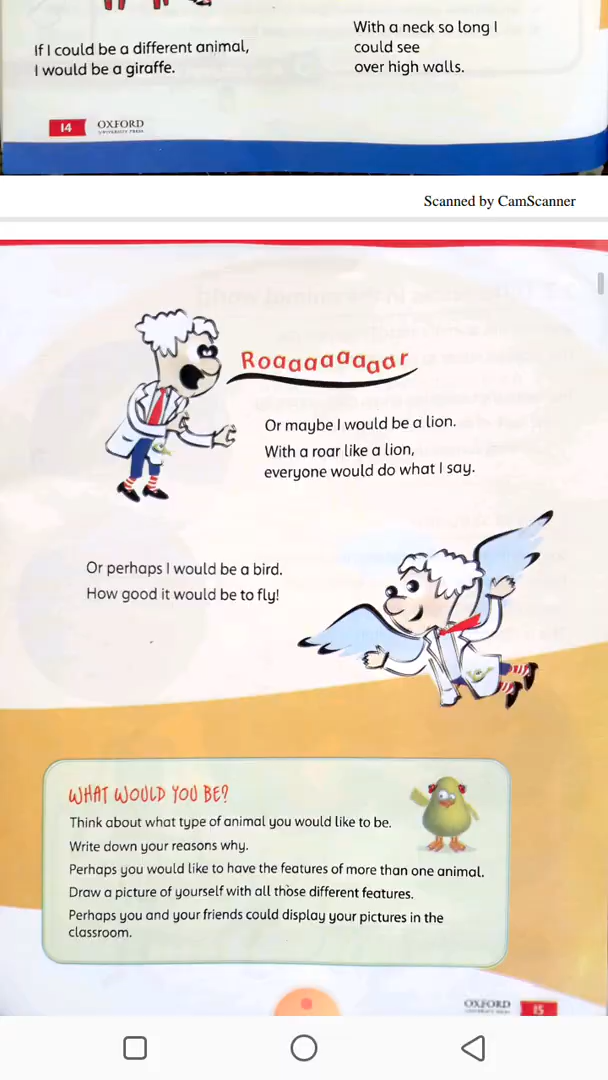 If I could be a different animal,
I would be a giraffe.
With a neck so long I
could see
over high walls.
14 OXFORD
UNIVERSITY PRESS
Scanned by CamScanner
Roaaaaaaaar
Or maybe I would be a lion.
With a roar like a lion,
everyone would do what I say.
Or perhaps I would be a bird.
How good it would be to fly!
WHAT WOULD YOU BE?
Think about what type of animal you would like to be.
Write down your reasons why.
Perhaps you would like to have the features of more than one animal.
Draw a picture of yourself with all those different features.
Perhaps you and your friends could display your pictures in the
classroom.
OXFORD 15
UNIVERSITY PRESS